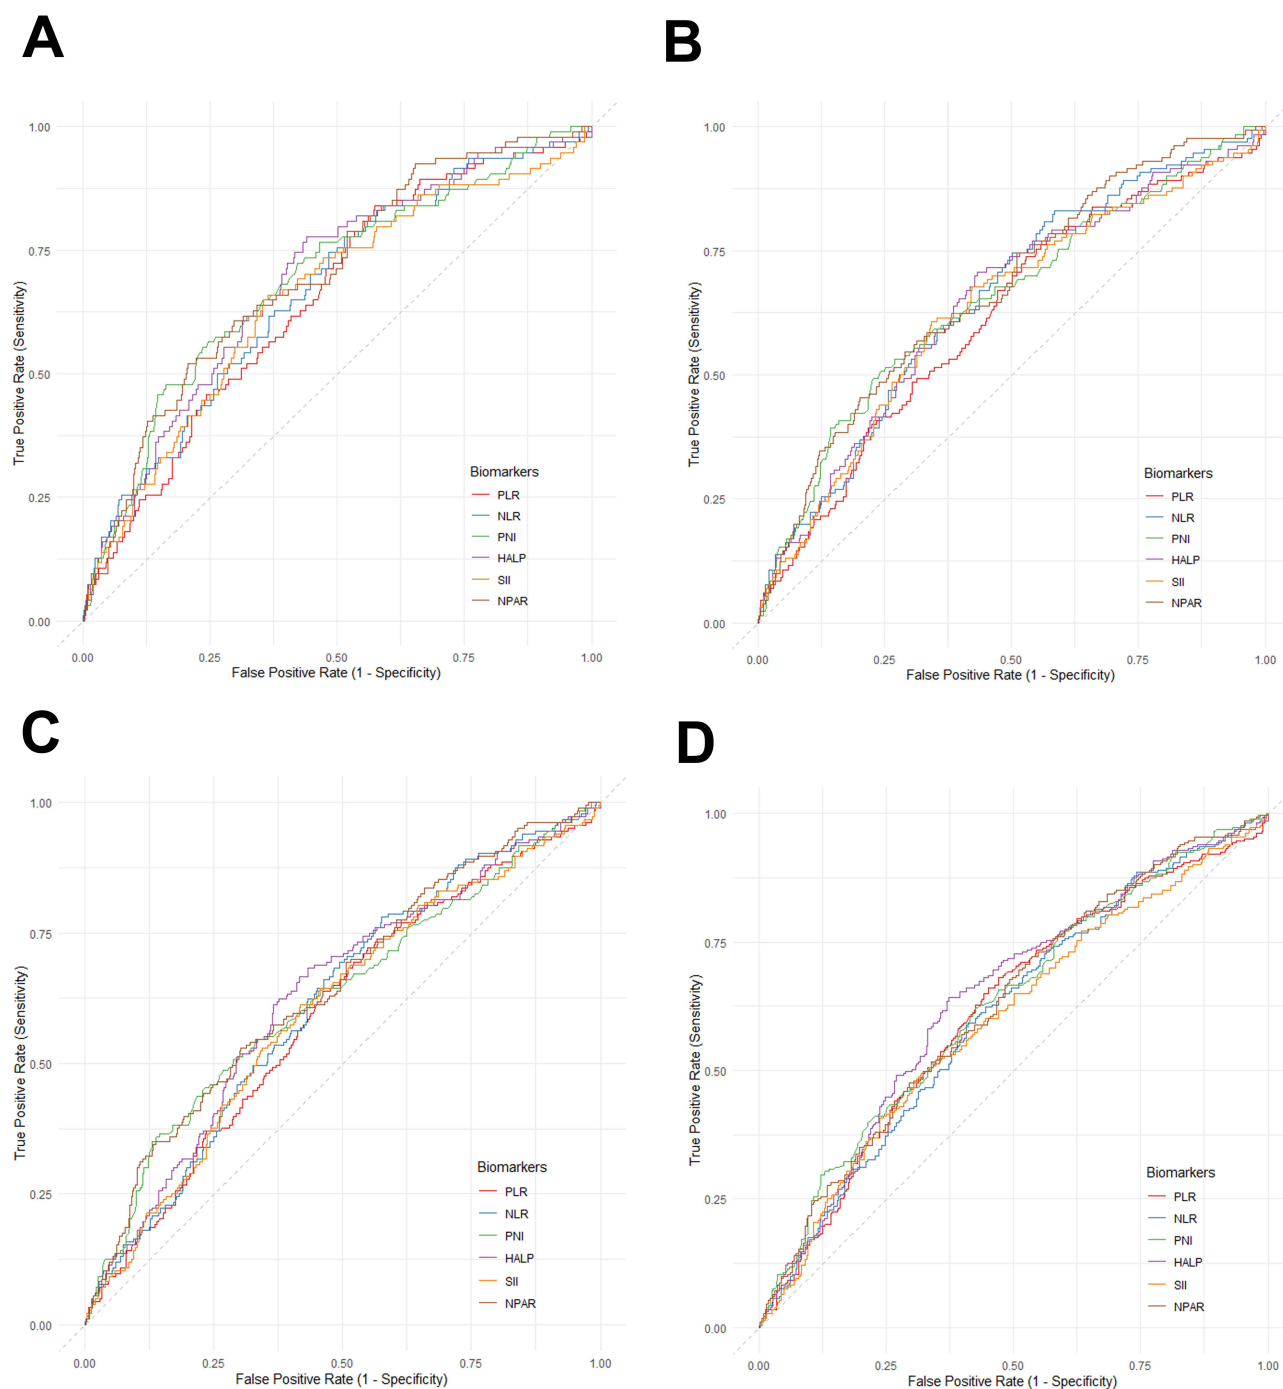 A
1.00
0.75
0.50
0.25
0.00
True Positive Rate (Sensitivity)
Biomarkers
PLR
NLR
PNI
HALP
SII
NPAR
0.00 0.25 0.50 0.75 1.00
False Positive Rate (1 - Specificity)
B
1.00
0.75
0.50
0.25
0.00
True Positive Rate (Sensitivity)
Biomarkers
PLR
NLR
PNI
HALP
SII
NPAR
0.00 0.25 0.50 0.75 1.00
False Positive Rate (1 - Specificity)
C
1.00
0.75
0.50
0.25
0.00
True Positive Rate (Sensitivity)
Biomarkers
PLR
NLR
PNI
HALP
SII
NPAR
0.00 0.25 0.50 0.75 1.00
False Positive Rate (1 - Specificity)
D
1.00
0.75
0.50
0.25
0.00
True Positive Rate (Sensitivity)
Biomarkers
PLR
NLR
PNI
HALP
SII
NPAR
0.00 0.25 0.50 0.75 1.00
False Positive Rate (1 - Specificity)